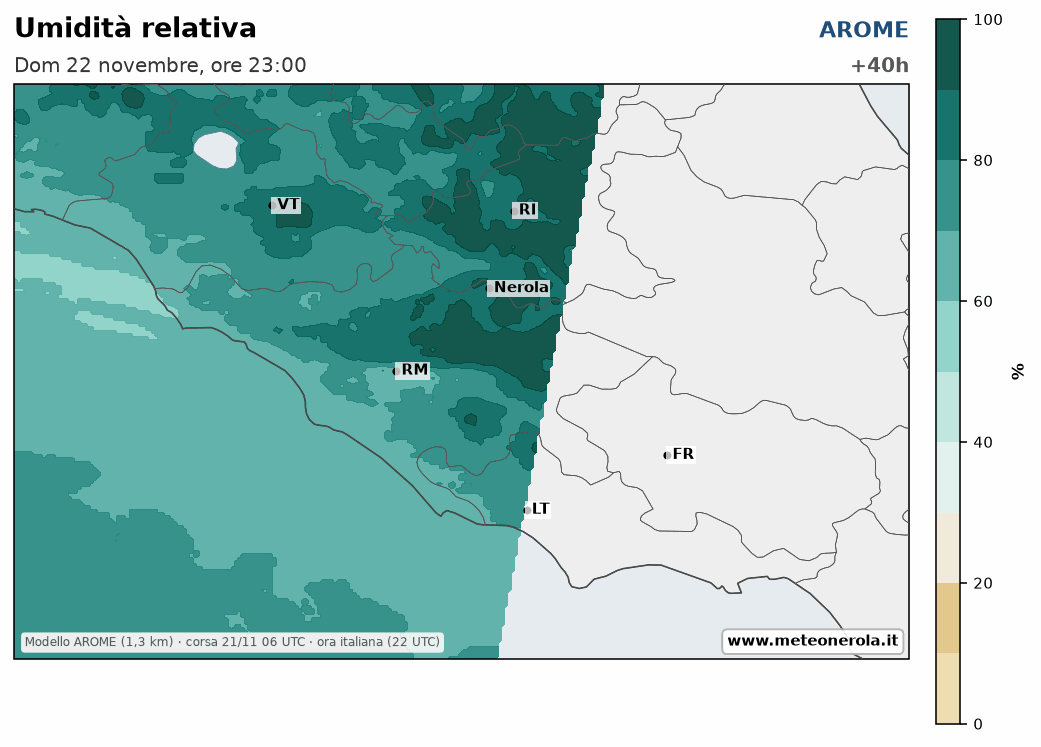 Umidità relativa
AROME
Dom 22 novembre, ore 23:00
+40h
VT
RI
Nerola
RM
FR
LT
Modello AROME (1,3 km) · corsa 21/11 06 UTC · ora italiana (22 UTC)
www.meteonerola.it
100
80
60
40
20
0
%